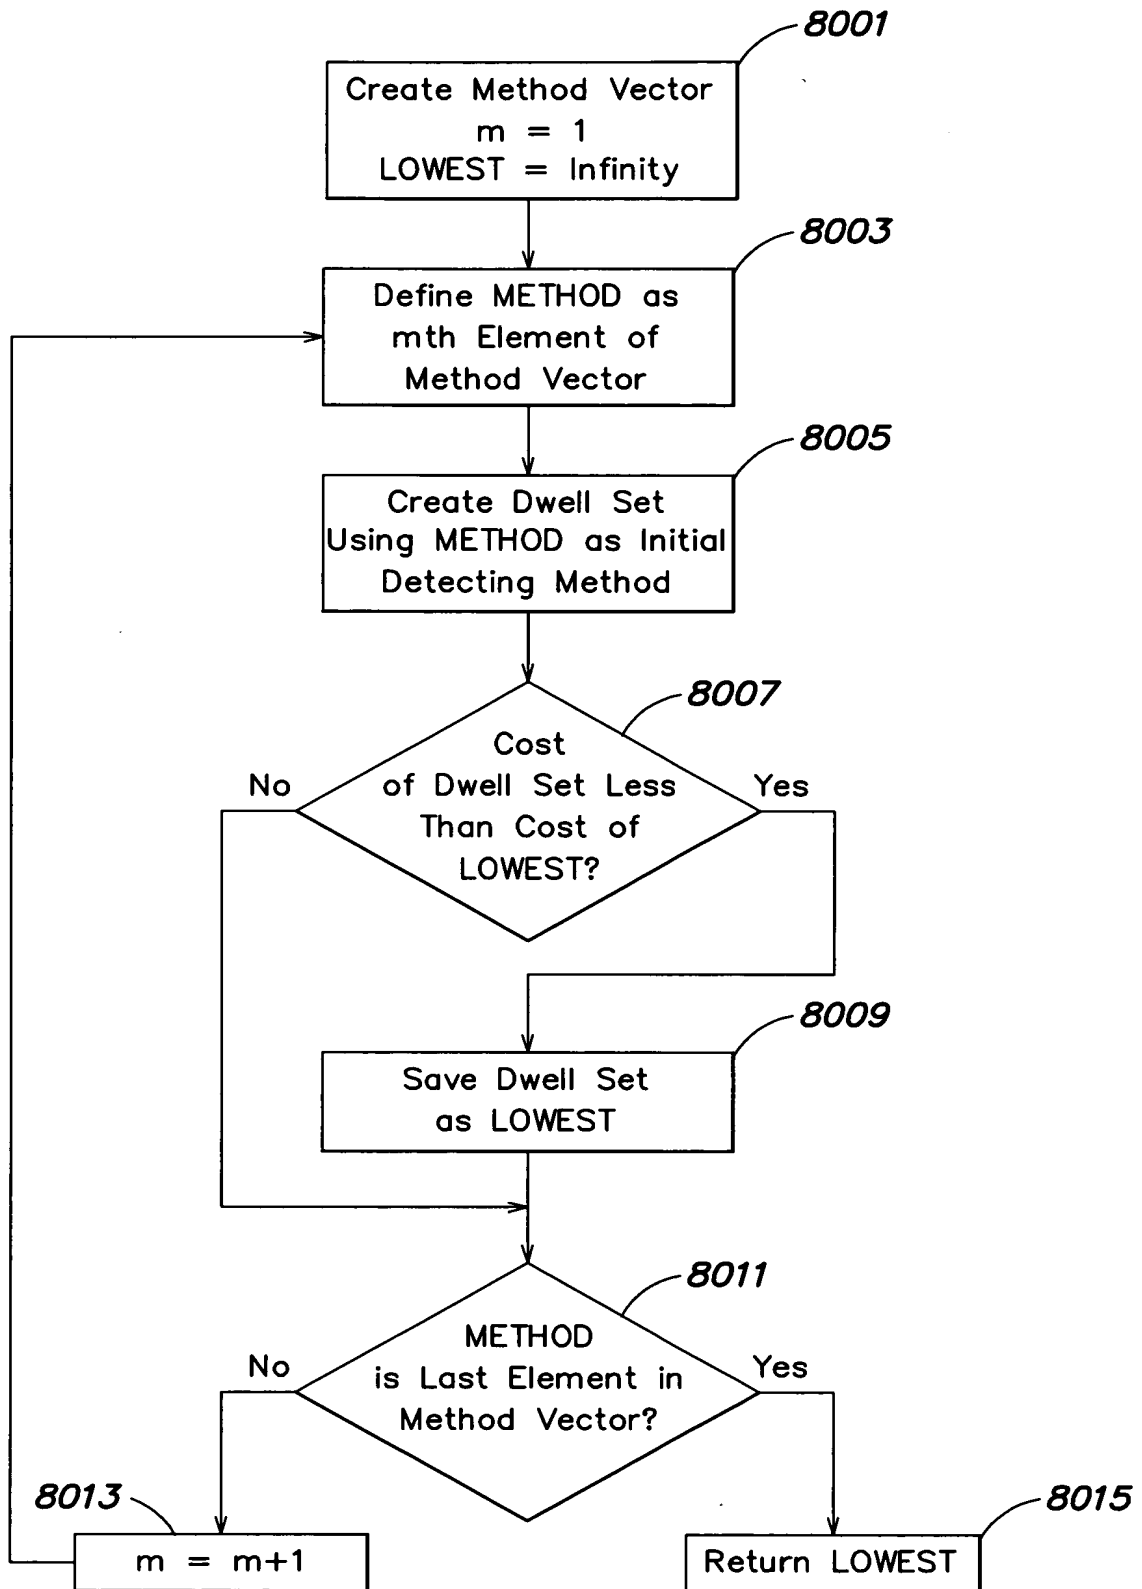 8001
Create Method Vector
m = 1
LOWEST = Infinity
8003
Define METHOD as
mth Element of
Method Vector
8005
Create Dwell Set
Using METHOD as Initial
Detecting Method
8007
Cost
of Dwell Set Less
Than Cost of
LOWEST?
No
Yes
8009
Save Dwell Set
as LOWEST
8011
METHOD
is Last Element in
Method Vector?
No
Yes
8013
m = m+1
8015
Return LOWEST